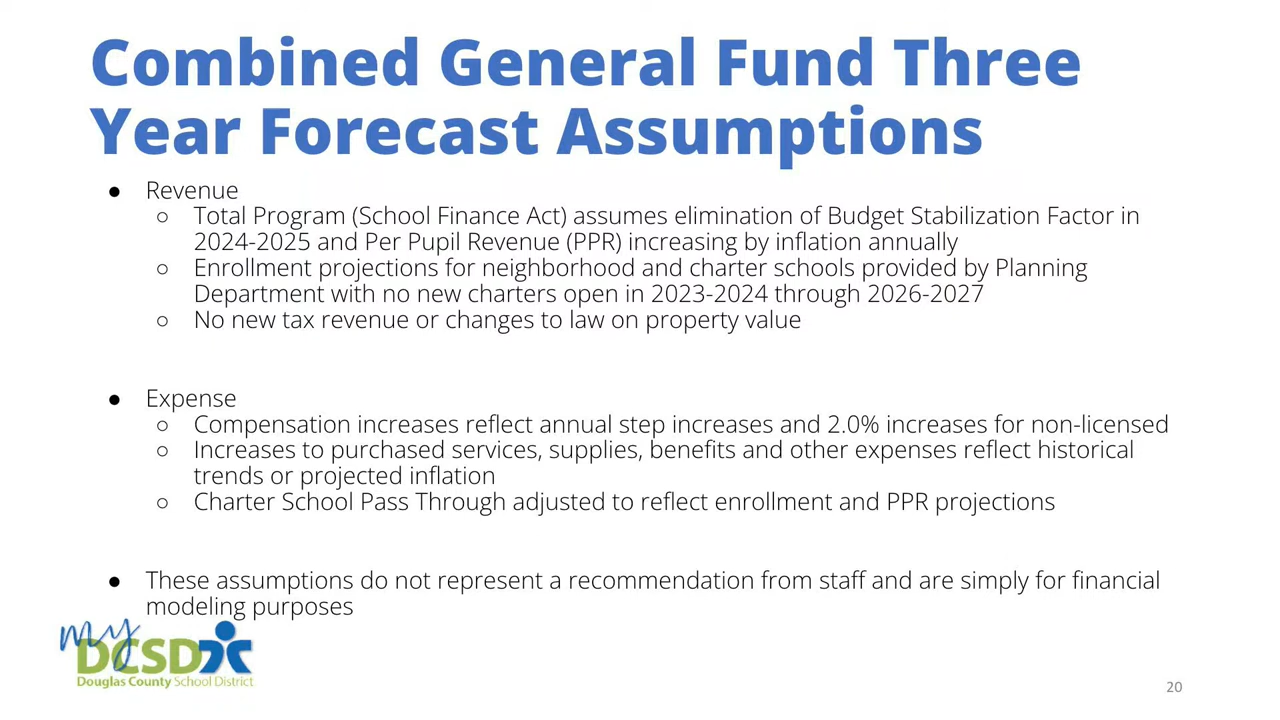 Combined General Fund Three
Year Forecast Assumptions
● Revenue
○ Total Program (School Finance Act) assumes elimination of Budget Stabilization Factor in
2024-2025 and Per Pupil Revenue (PPR) increasing by inflation annually
○ Enrollment projections for neighborhood and charter schools provided by Planning
Department with no new charters open in 2023-2024 through 2026-2027
○ No new tax revenue or changes to law on property value
● Expense
○ Compensation increases reflect annual step increases and 2.0% increases for non-licensed
○ Increases to purchased services, supplies, benefits and other expenses reflect historical
trends or projected inflation
○ Charter School Pass Through adjusted to reflect enrollment and PPR projections
● These assumptions do not represent a recommendation from staff and are simply for financial
modeling purposes
my
DCSD
Douglas County School District
20